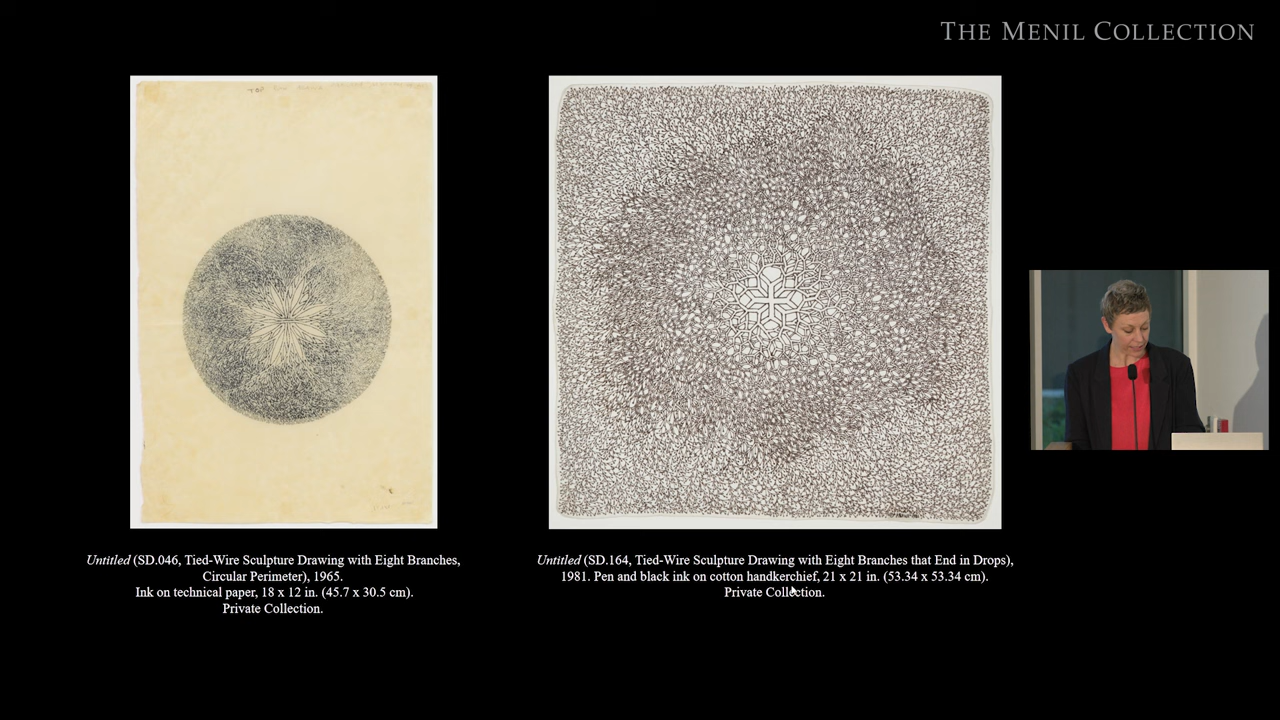 THE MENIL COLLECTION
Untitled (SD.046, Tied-Wire Sculpture Drawing with Eight Branches,
Circular Perimeter), 1965.
Ink on technical paper, 18 x 12 in. (45.7 x 30.5 cm).
Private Collection.
Untitled (SD.164, Tied-Wire Sculpture Drawing with Eight Branches that End in Drops),
1981. Pen and black ink on cotton handkerchief, 21 x 21 in. (53.34 x 53.34 cm).
Private Collection.